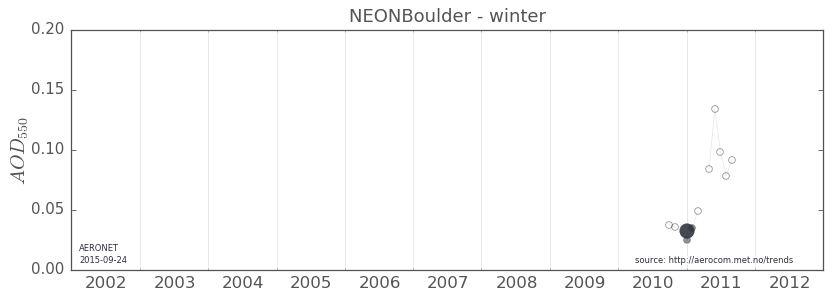 NEONBoulder - winter
0.20
0.15
0.10
0.05
0.00
AOD550
AERONET
2015-09-24
source: http://aerocom.met.no/trends
2002 2003 2004 2005 2006 2007 2008 2009 2010 2011 2012